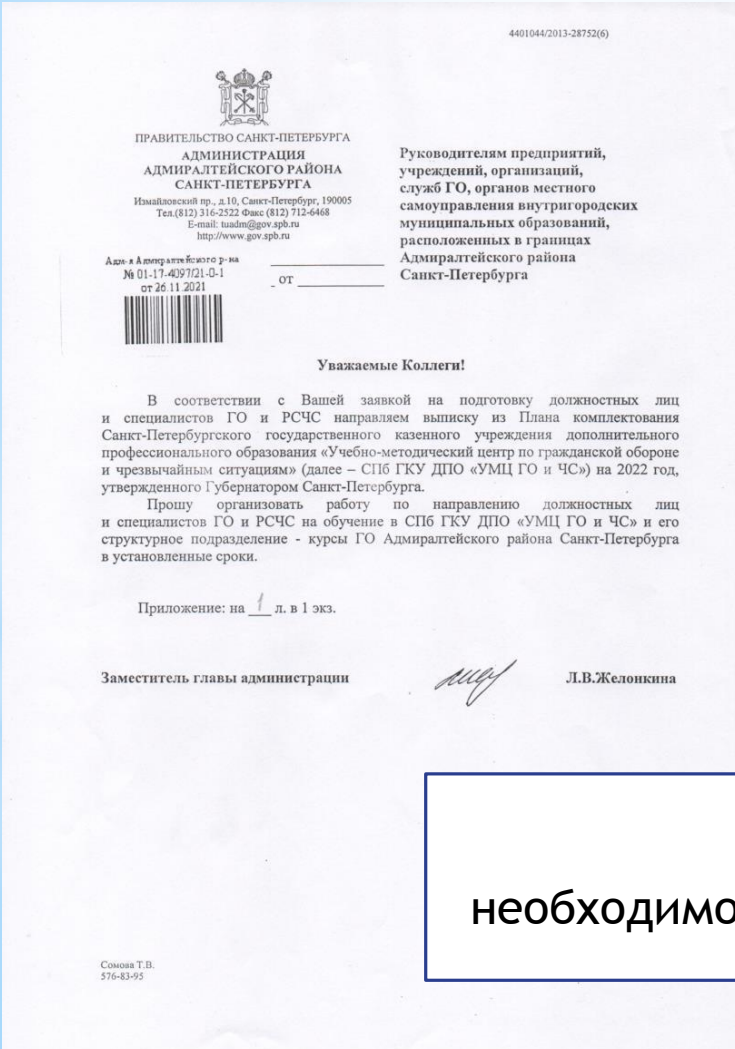 4401044/2013-28752(6)
ПРАВИТЕЛЬСТВО САНКТ-ПЕТЕРБУРГА
АДМИНИСТРАЦИЯ
АДМИРАЛТЕЙСКОГО РАЙОНА
САНКТ-ПЕТЕРБУРГА
Измайловский пр., д.10, Санкт-Петербург, 190005
Тел.(812) 316-2522 Факс (812) 712-6468
E-mail: tuadm@gov.spb.ru
http://www.gov.spb.ru
Адм-я Адмиралтейского р-на
№ 01-17-4097/21-0-1
от 26.11.2021
от
Руководителям предприятий,
учреждений, организаций,
служб ГО, органов местного
самоуправления внутригородских
муниципальных образований,
расположенных в границах
Адмиралтейского района
Санкт-Петербурга
Уважаемые Коллеги!
В соответствии с Вашей заявкой на подготовку должностных лиц
и специалистов ГО и РСЧС направляем выписку из Плана комплектования
Санкт-Петербургского государственного казенного учреждения дополнительного
профессионального образования «Учебно-методический центр по гражданской обороне
и чрезвычайным ситуациям» (далее – СПб ГКУ ДПО «УМЦ ГО и ЧС») на 2022 год,
утвержденного Губернатором Санкт-Петербурга.
Прошу организовать работу по направлению должностных лиц
и специалистов ГО и РСЧС на обучение в СПб ГКУ ДПО «УМЦ ГО и ЧС» и его
структурное подразделение - курсы ГО Адмиралтейского района Санкт-Петербурга
в установленные сроки.
Приложение: на 1 л. в 1 экз.
Заместитель главы администрации Л.В.Желонкина
необходимо
Сомова Т.В.
576-83-95